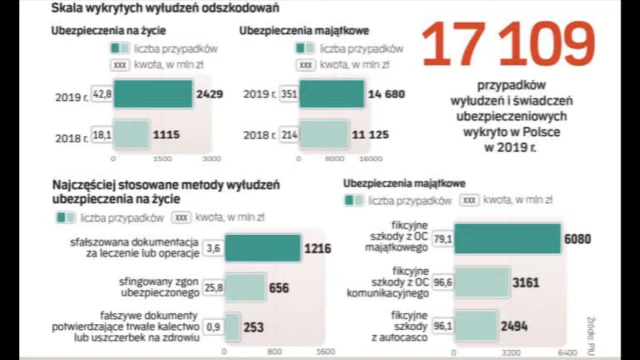 Skala wykrytych wyłudzeń odszkodowań
Ubezpieczenia na życie
liczba przypadków
xxx kwota, w mln zł
2019 r. 42,8 2429
2018 r. 18,1 1115
0 1500 3000
Ubezpieczenia majątkowe
liczba przypadków
xxx kwota, w mln zł
2019 r. 351 14 680
2018 r. 214 11 125
0 8000 16000
17 109
przypadków
wyłudzeń i świadczeń
ubezpieczeniowych
wykryto w Polsce
w 2019 r.
Najczęściej stosowane metody wyłudzeń
ubezpieczenia na życie
liczba przypadków xxx kwota, w mln zł
sfałszowana dokumentacja
za leczenie lub operacje 3,6 1216
sfingowany zgon
ubezpieczonego 25,8 656
fałszywe dokumenty
potwierdzające trwałe kalectwo
lub uszczerbek na zdrowiu 0,9 253
0 800 1600
Ubezpieczenia majątkowe
liczba przypadków xxx kwota, w mln zł
fikcyjne
szkody z OC
majątkowego 79,1 6080
fikcyjne
szkody z OC
komunikacyjnego 96,6 3161
fikcyjne
szkody z
autocasco 96,1 2494
0 3200 6400
Źródło: PIU